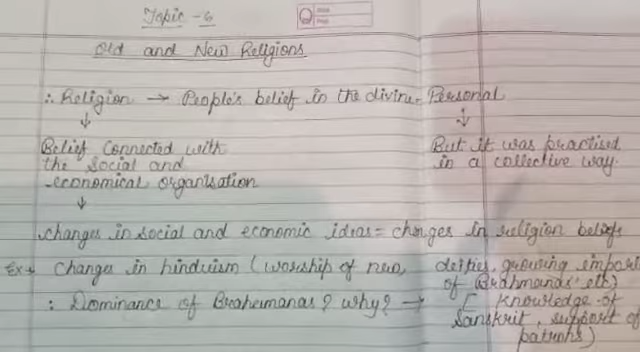 Topic - 6
Old and New Religions
∴ Religion → People's belief in the divine = Personal
↓ ↓
Belief Connected with
the social and
economical organisation
But it was practised
in a collective way.
↓
changes in social and economic ideas = changes in religion beliefs
Ex → Changes in hinduism (worship of new deities, growing import
of Brahmanas etc)
: Dominance of Brahmanas? Why? → [ Knowledge of
Sanskrit, support of
patrons)